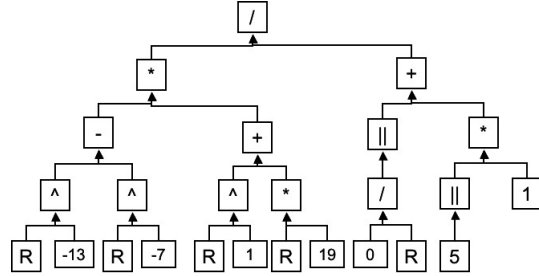 /
* +
- + || *
^ ^ ^ * / || 1
R -13 R -7 R 1 R 19 0 R 5